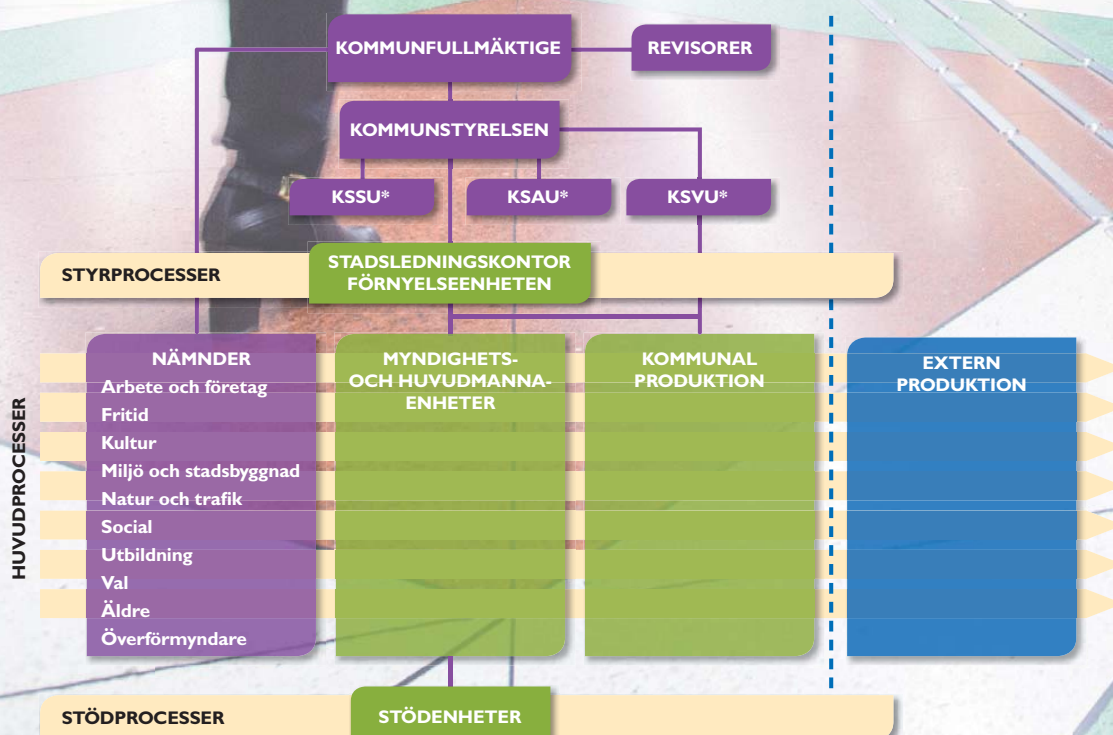 KOMMUNFULLMÄKTIGE
REVISORER
KOMMUNSTYRELSEN
KSSU*
KSAU*
KSVU*
STYRPROCESSER
STADSLEDNINGSKONTOR
FÖRNYELSEENHETEN
HUVUDPROCESSER
NÄMNDER
Arbete och företag
Fritid
Kultur
Miljö och stadsbyggnad
Natur och trafik
Social
Utbildning
Val
Äldre
Överförmyndare
MYNDIGHETS-
OCH HUVUDMANNA-
ENHETER
KOMMUNAL
PRODUKTION
EXTERN
PRODUKTION
STÖDPROCESSER
STÖDENHETER